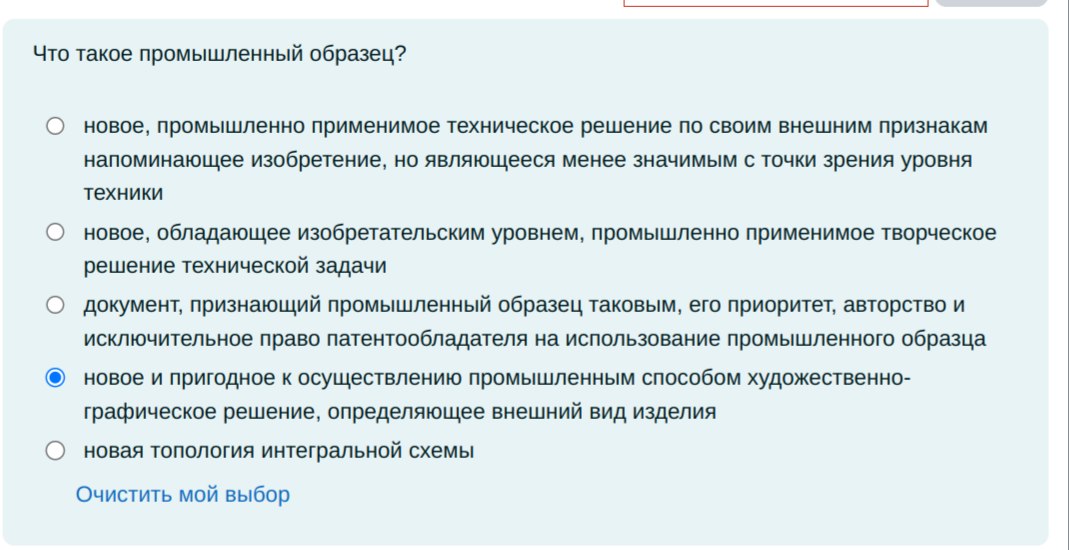 Что такое промышленный образец?
новое, промышленно применимое техническое решение по своим внешним признакам
напоминающее изобретение, но являющееся менее значимым с точки зрения уровня
техники
новое, обладающее изобретательским уровнем, промышленно применимое творческое
решение технической задачи
документ, признающий промышленный образец таковым, его приоритет, авторство и
исключительное право патентообладателя на использование промышленного образца
новое и пригодное к осуществлению промышленным способом художественно-
графическое решение, определяющее внешний вид изделия
новая топология интегральной схемы
Очистить мой выбор